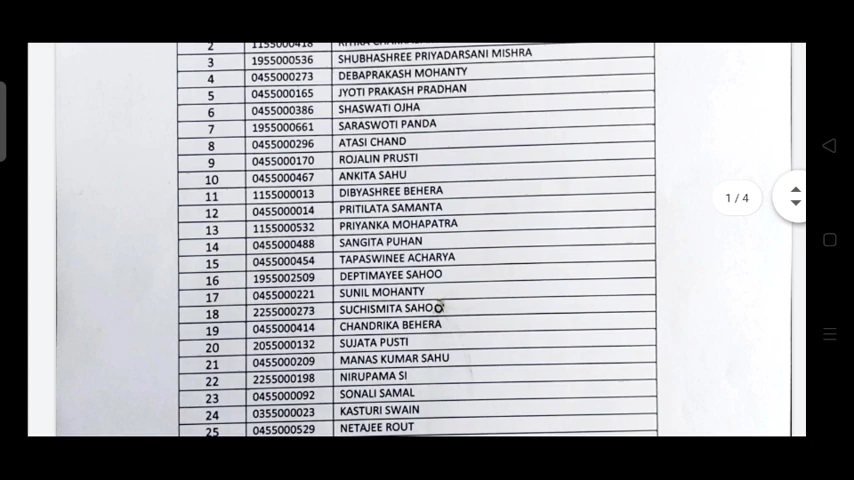 2 1155000418
3 1955000536 SHUBHASHREE PRIYADARSANI MISHRA
4 0455000273 DEBAPRAKASH MOHANTY
5 0455000165 JYOTI PRAKASH PRADHAN
6 0455000386 SHASWATI OJHA
7 1955000661 SARASWOTI PANDA
8 0455000296 ATASI CHAND
9 0455000170 ROJALIN PRUSTI
10 0455000467 ANKITA SAHU
11 1155000013 DIBYASHREE BEHERA
12 0455000014 PRITILATA SAMANTA
13 1155000532 PRIYANKA MOHAPATRA
14 0455000488 SANGITA PUHAN
15 0455000454 TAPASWINEE ACHARYA
16 1955002509 DEPTIMAYEE SAHOO
17 0455000221 SUNIL MOHANTY
18 2255000273 SUCHISMITA SAHOO
19 0455000414 CHANDRIKA BEHERA
20 2055000132 SUJATA PUSTI
21 0455000209 MANAS KUMAR SAHU
22 2255000198 NIRUPAMA SI
23 0455000092 SONALI SAMAL
24 0355000023 KASTURI SWAIN
25 0455000529 NETAJEE ROUT
1 / 4